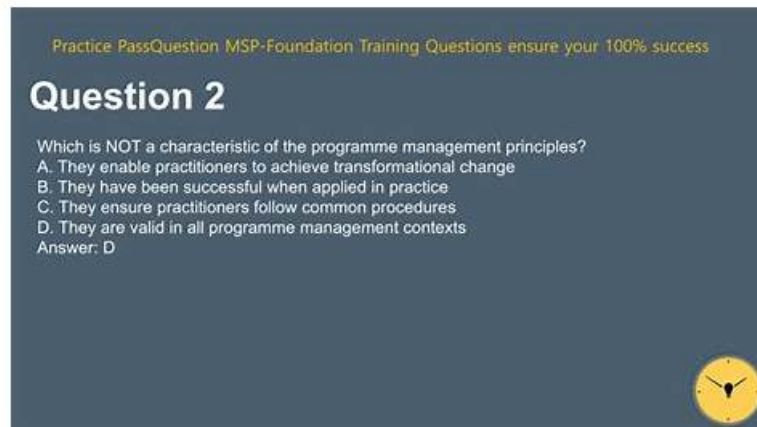 Practice PassQuestion MSP-Foundation Training Questions ensure your 100% success
Question 2
Which is NOT a characteristic of the programme management principles?
A. They enable practitioners to achieve transformational change
B. They have been successful when applied in practice
C. They ensure practitioners follow common procedures
D. They are valid in all programme management contexts
Answer: D